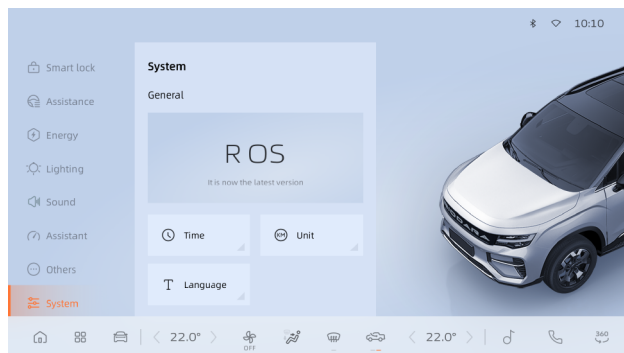 10:10
Smart lock
Assistance
Energy
Lighting
Sound
Assistant
Others
System
System
General
R OS
It is now the latest version
Time
KM Unit
Language
22.0°
OFF
22.0°
360